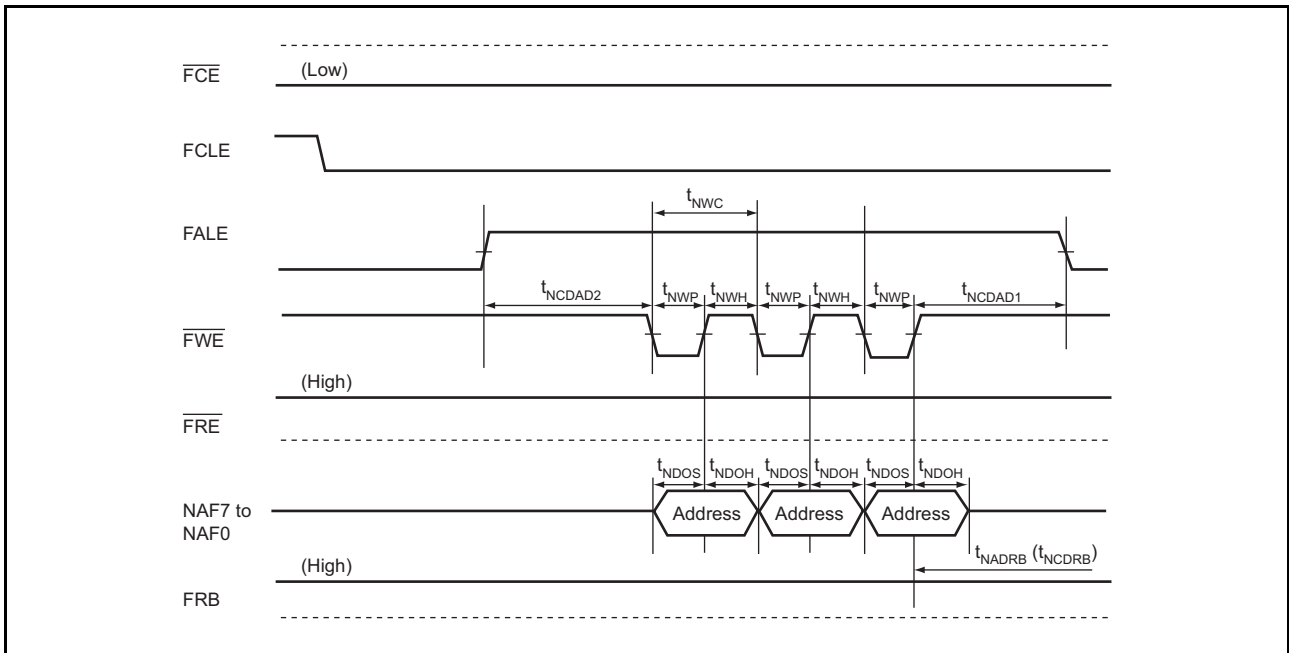 FCE (Low)
FCLE
tNWC
FALE
tNCDAD2 tNWP tNWH tNWP tNWH tNWP tNCDAD1
FWE
(High)
FRE
tNDOS tNDOH tNDOS tNDOH tNDOS tNDOH
NAF7 to
NAF0
Address Address Address
tNADRB (tNCDRB)
(High)
FRB